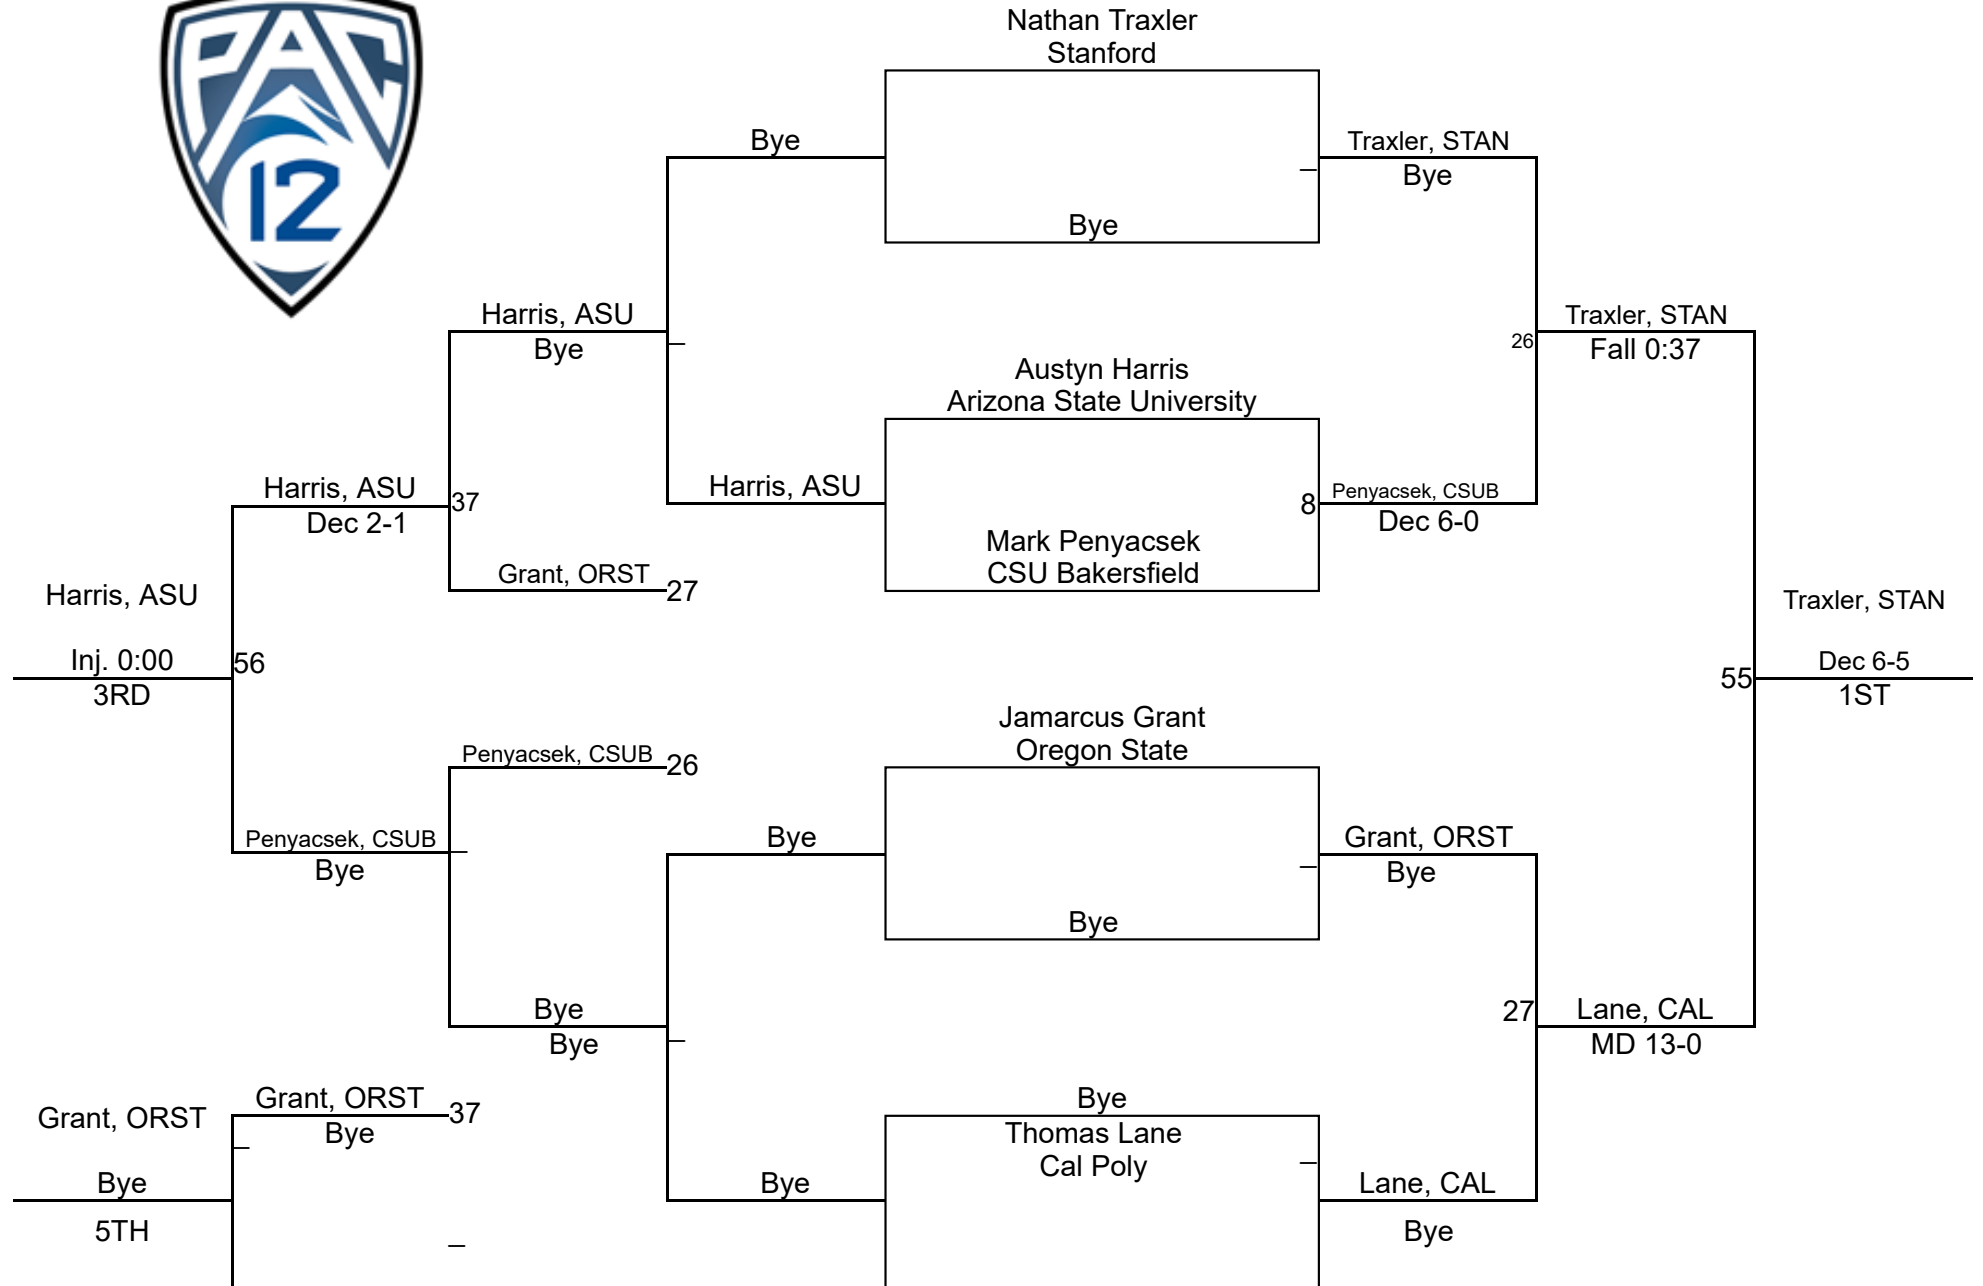 PAC
12
Nathan Traxler
Stanford
Bye
Traxler, STAN
Bye
Bye
Harris, ASU
Bye
Traxler, STAN
26
Fall 0:37
Austyn Harris
Arizona State University
Harris, ASU
Dec 2-1
37
Harris, ASU
8
Penyacsek, CSUB
Dec 6-0
Mark Penyacsek
CSU Bakersfield
Grant, ORST
27
Harris, ASU
Inj. 0:00
3RD
56
Traxler, STAN
55
Dec 6-5
1ST
Jamarcus Grant
Oregon State
Penyacsek, CSUB
26
Penyacsek, CSUB
Bye
Bye
Grant, ORST
Bye
Bye
Bye
Bye
27
Lane, CAL
MD 13-0
Grant, ORST
Grant, ORST
37
Bye
Bye
5TH
Bye
Thomas Lane
Cal Poly
Bye
Lane, CAL
Bye